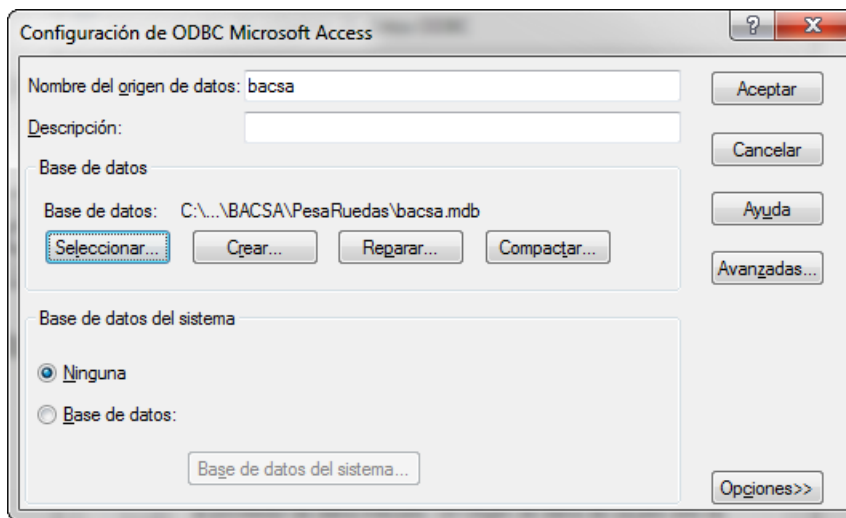 Configuración de ODBC Microsoft Access
Nombre del origen de datos: bacsa
Descripción:
Base de datos
Base de datos: C:\...\BACSA\PesaRuedas\bacsa.mdb
Seleccionar... Crear... Reparar... Compactar...
Base de datos del sistema
Ninguna
Base de datos:
Base de datos del sistema...
Aceptar
Cancelar
Ayuda
Avanzadas...
Opciones>>